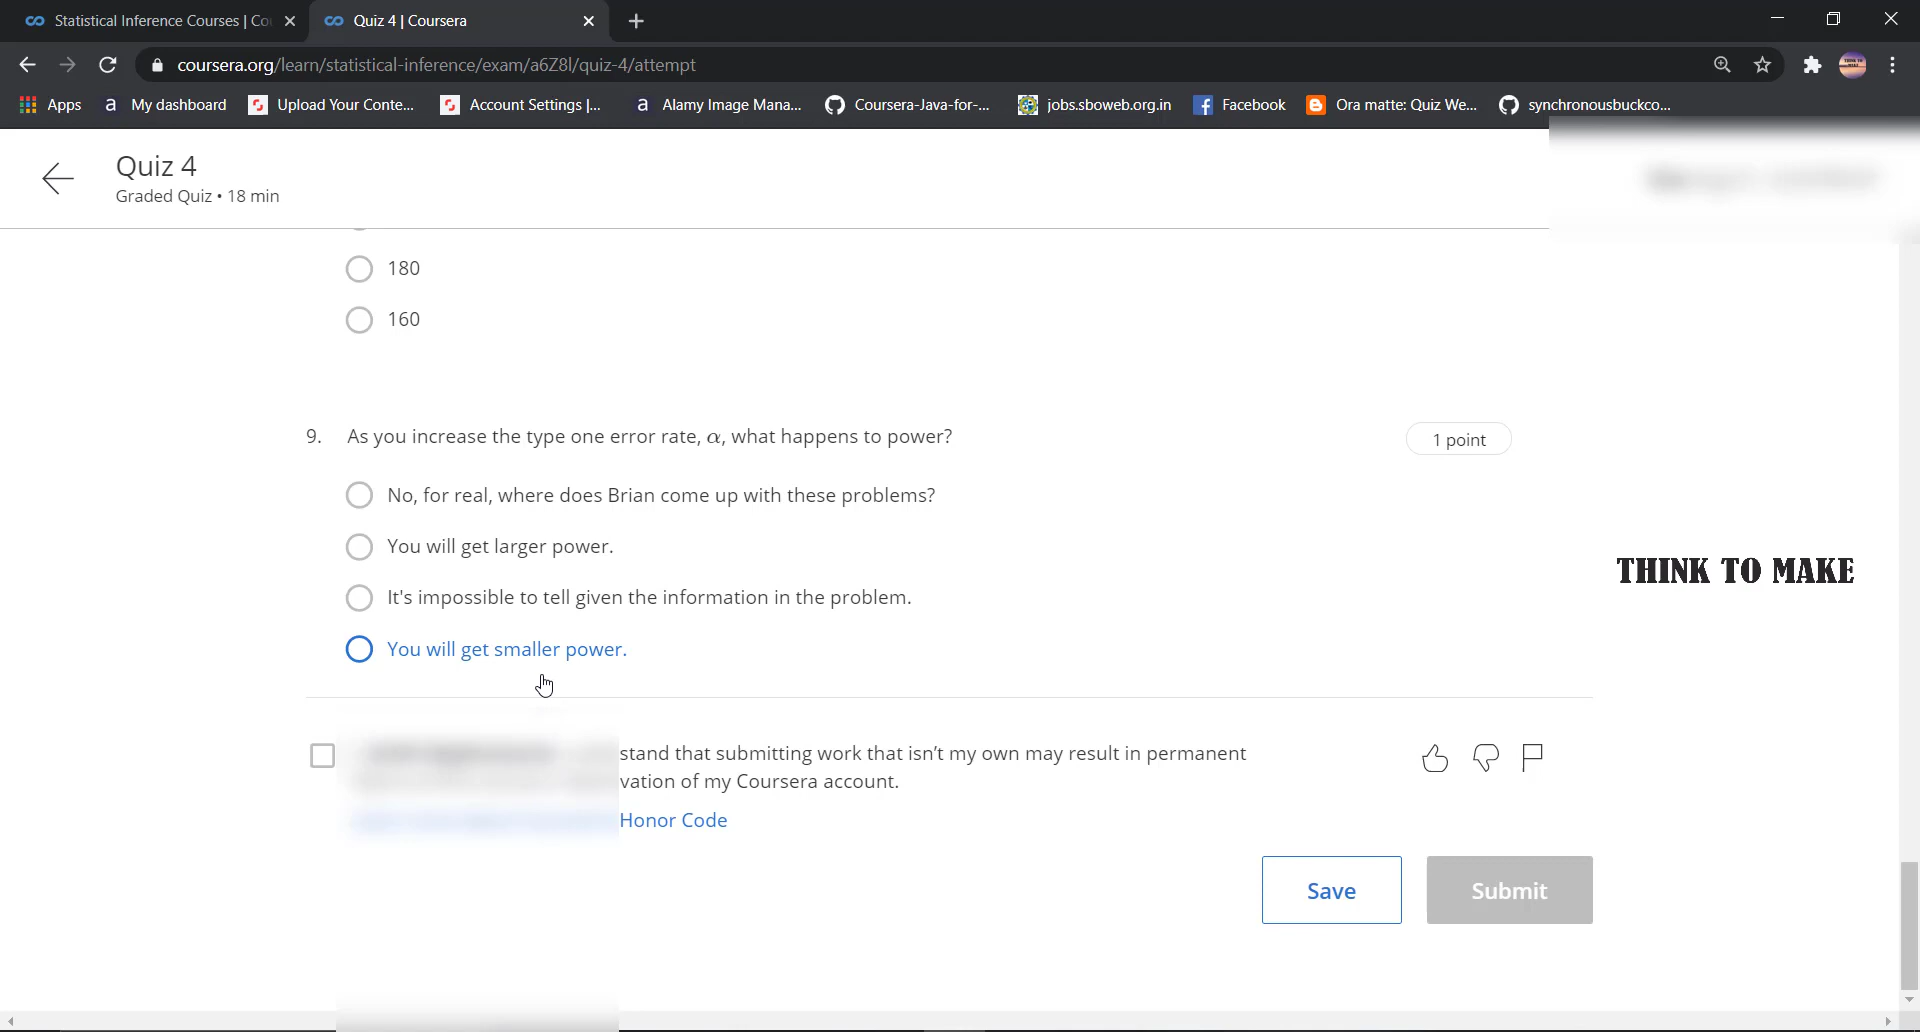 Statistical Inference Courses | Co
Quiz 4 | Coursera
coursera.org/learn/statistical-inference/exam/a6Z8l/quiz-4/attempt
Apps
My dashboard
Upload Your Conte...
Account Settings |...
Alamy Image Mana...
Coursera-Java-for-...
jobs.sboweb.org.in
Facebook
Ora matte: Quiz We...
synchronousbuckco...
Quiz 4
Graded Quiz • 18 min
180
160
9. As you increase the type one error rate, α, what happens to power?
1 point
No, for real, where does Brian come up with these problems?
You will get larger power.
It's impossible to tell given the information in the problem.
You will get smaller power.
THINK TO MAKE
stand that submitting work that isn't my own may result in permanent
vation of my Coursera account.
Honor Code
Save
Submit